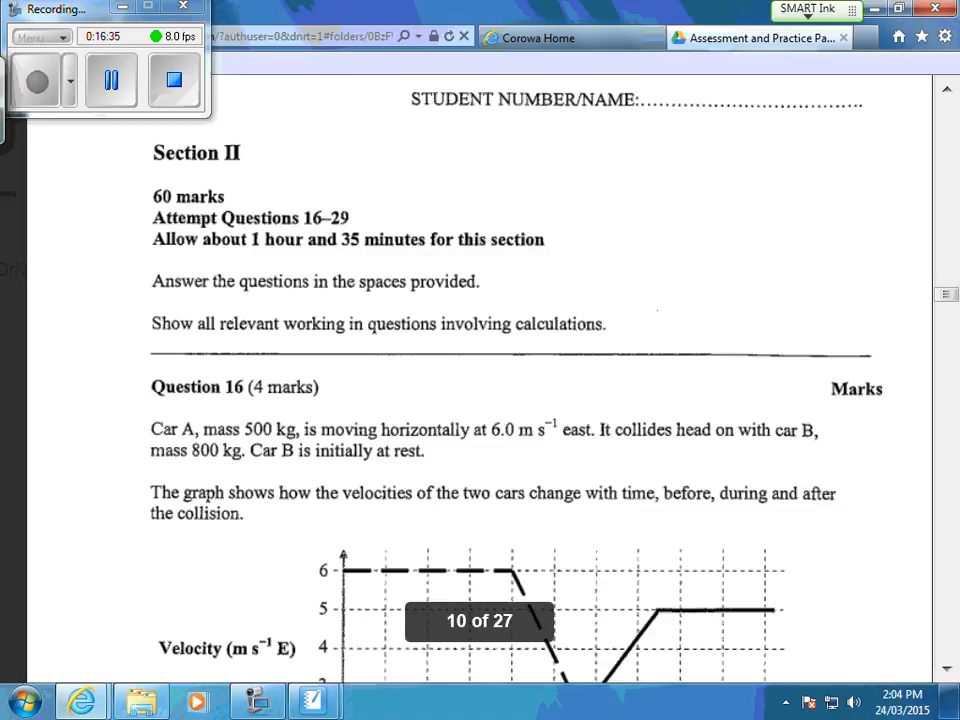 Recording...
SMART Ink
Menu
0:16:35
8.0 fps
/?authuser=0&dnrt=1#folders/0BzF
Corowa Home
Assessment and Practice Pa...
STUDENT NUMBER/NAME:.....................................
Section II
60 marks
Attempt Questions 16–29
Allow about 1 hour and 35 minutes for this section
Answer the questions in the spaces provided.
Show all relevant working in questions involving calculations.
Question 16 (4 marks)
Marks
Car A, mass 500 kg, is moving horizontally at 6.0 m s⁻¹ east. It collides head on with car B,
mass 800 kg. Car B is initially at rest.
The graph shows how the velocities of the two cars change with time, before, during and after
the collision.
6
5
10 of 27
Velocity (m s⁻¹ E)
4
2:04 PM
24/03/2015